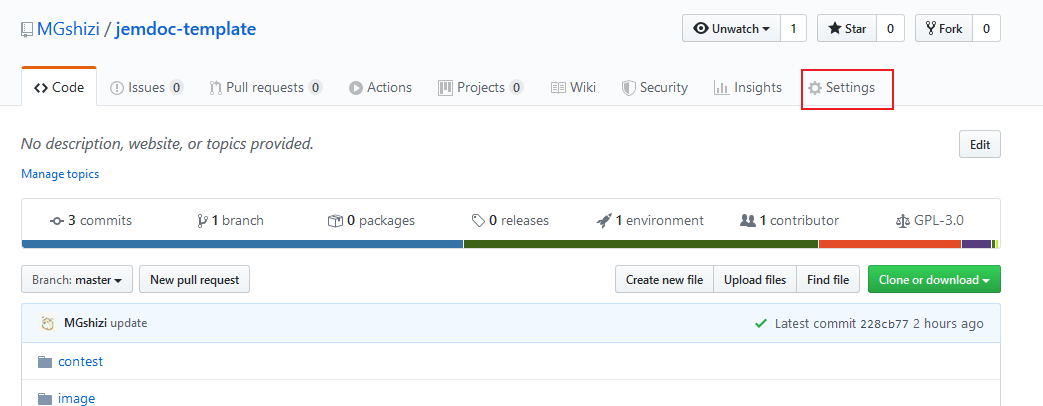 MGshizi / jemdoc-template Unwatch 1 Star 0 Fork 0
Code Issues 0 Pull requests 0 Actions Projects 0 Wiki Security Insights Settings
No description, website, or topics provided. Edit
Manage topics
3 commits 1 branch 0 packages 0 releases 1 environment 1 contributor GPL-3.0
Branch: master New pull request Create new file Upload files Find file Clone or download
MGshizi update Latest commit 228cb77 2 hours ago
contest
image